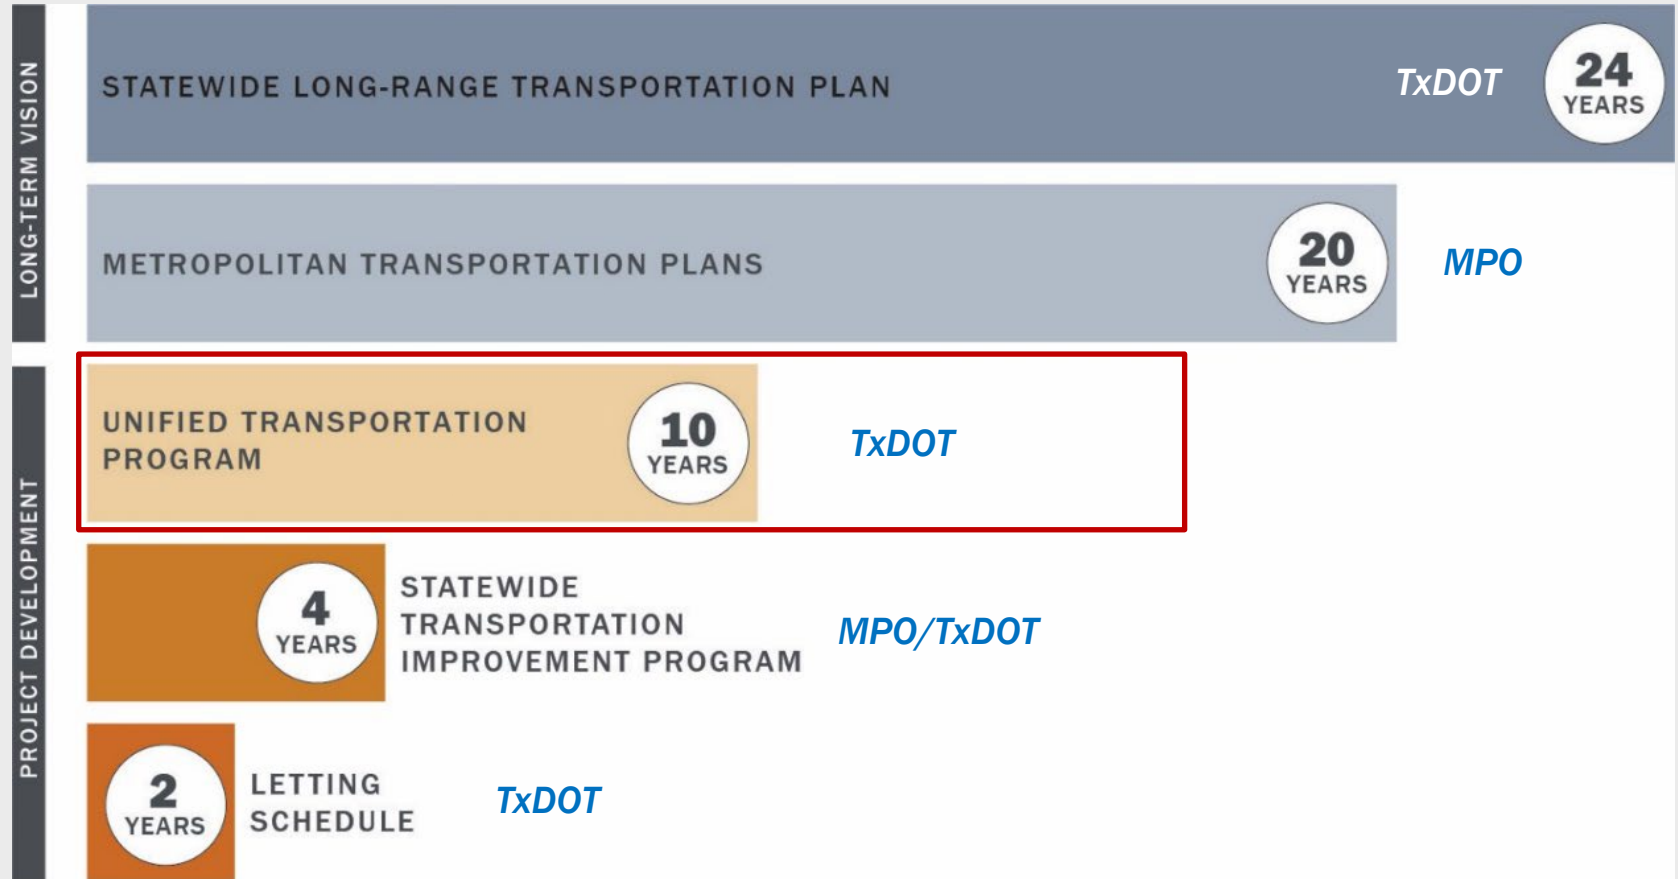 LONG-TERM VISION
STATEWIDE LONG-RANGE TRANSPORTATION PLAN
TxDOT
24
YEARS
METROPOLITAN TRANSPORTATION PLANS
20
YEARS
MPO
PROJECT DEVELOPMENT
UNIFIED TRANSPORTATION
PROGRAM
10
YEARS
TxDOT
4
YEARS
STATEWIDE
TRANSPORTATION
IMPROVEMENT PROGRAM
MPO/TxDOT
2
YEARS
LETTING
SCHEDULE
TxDOT